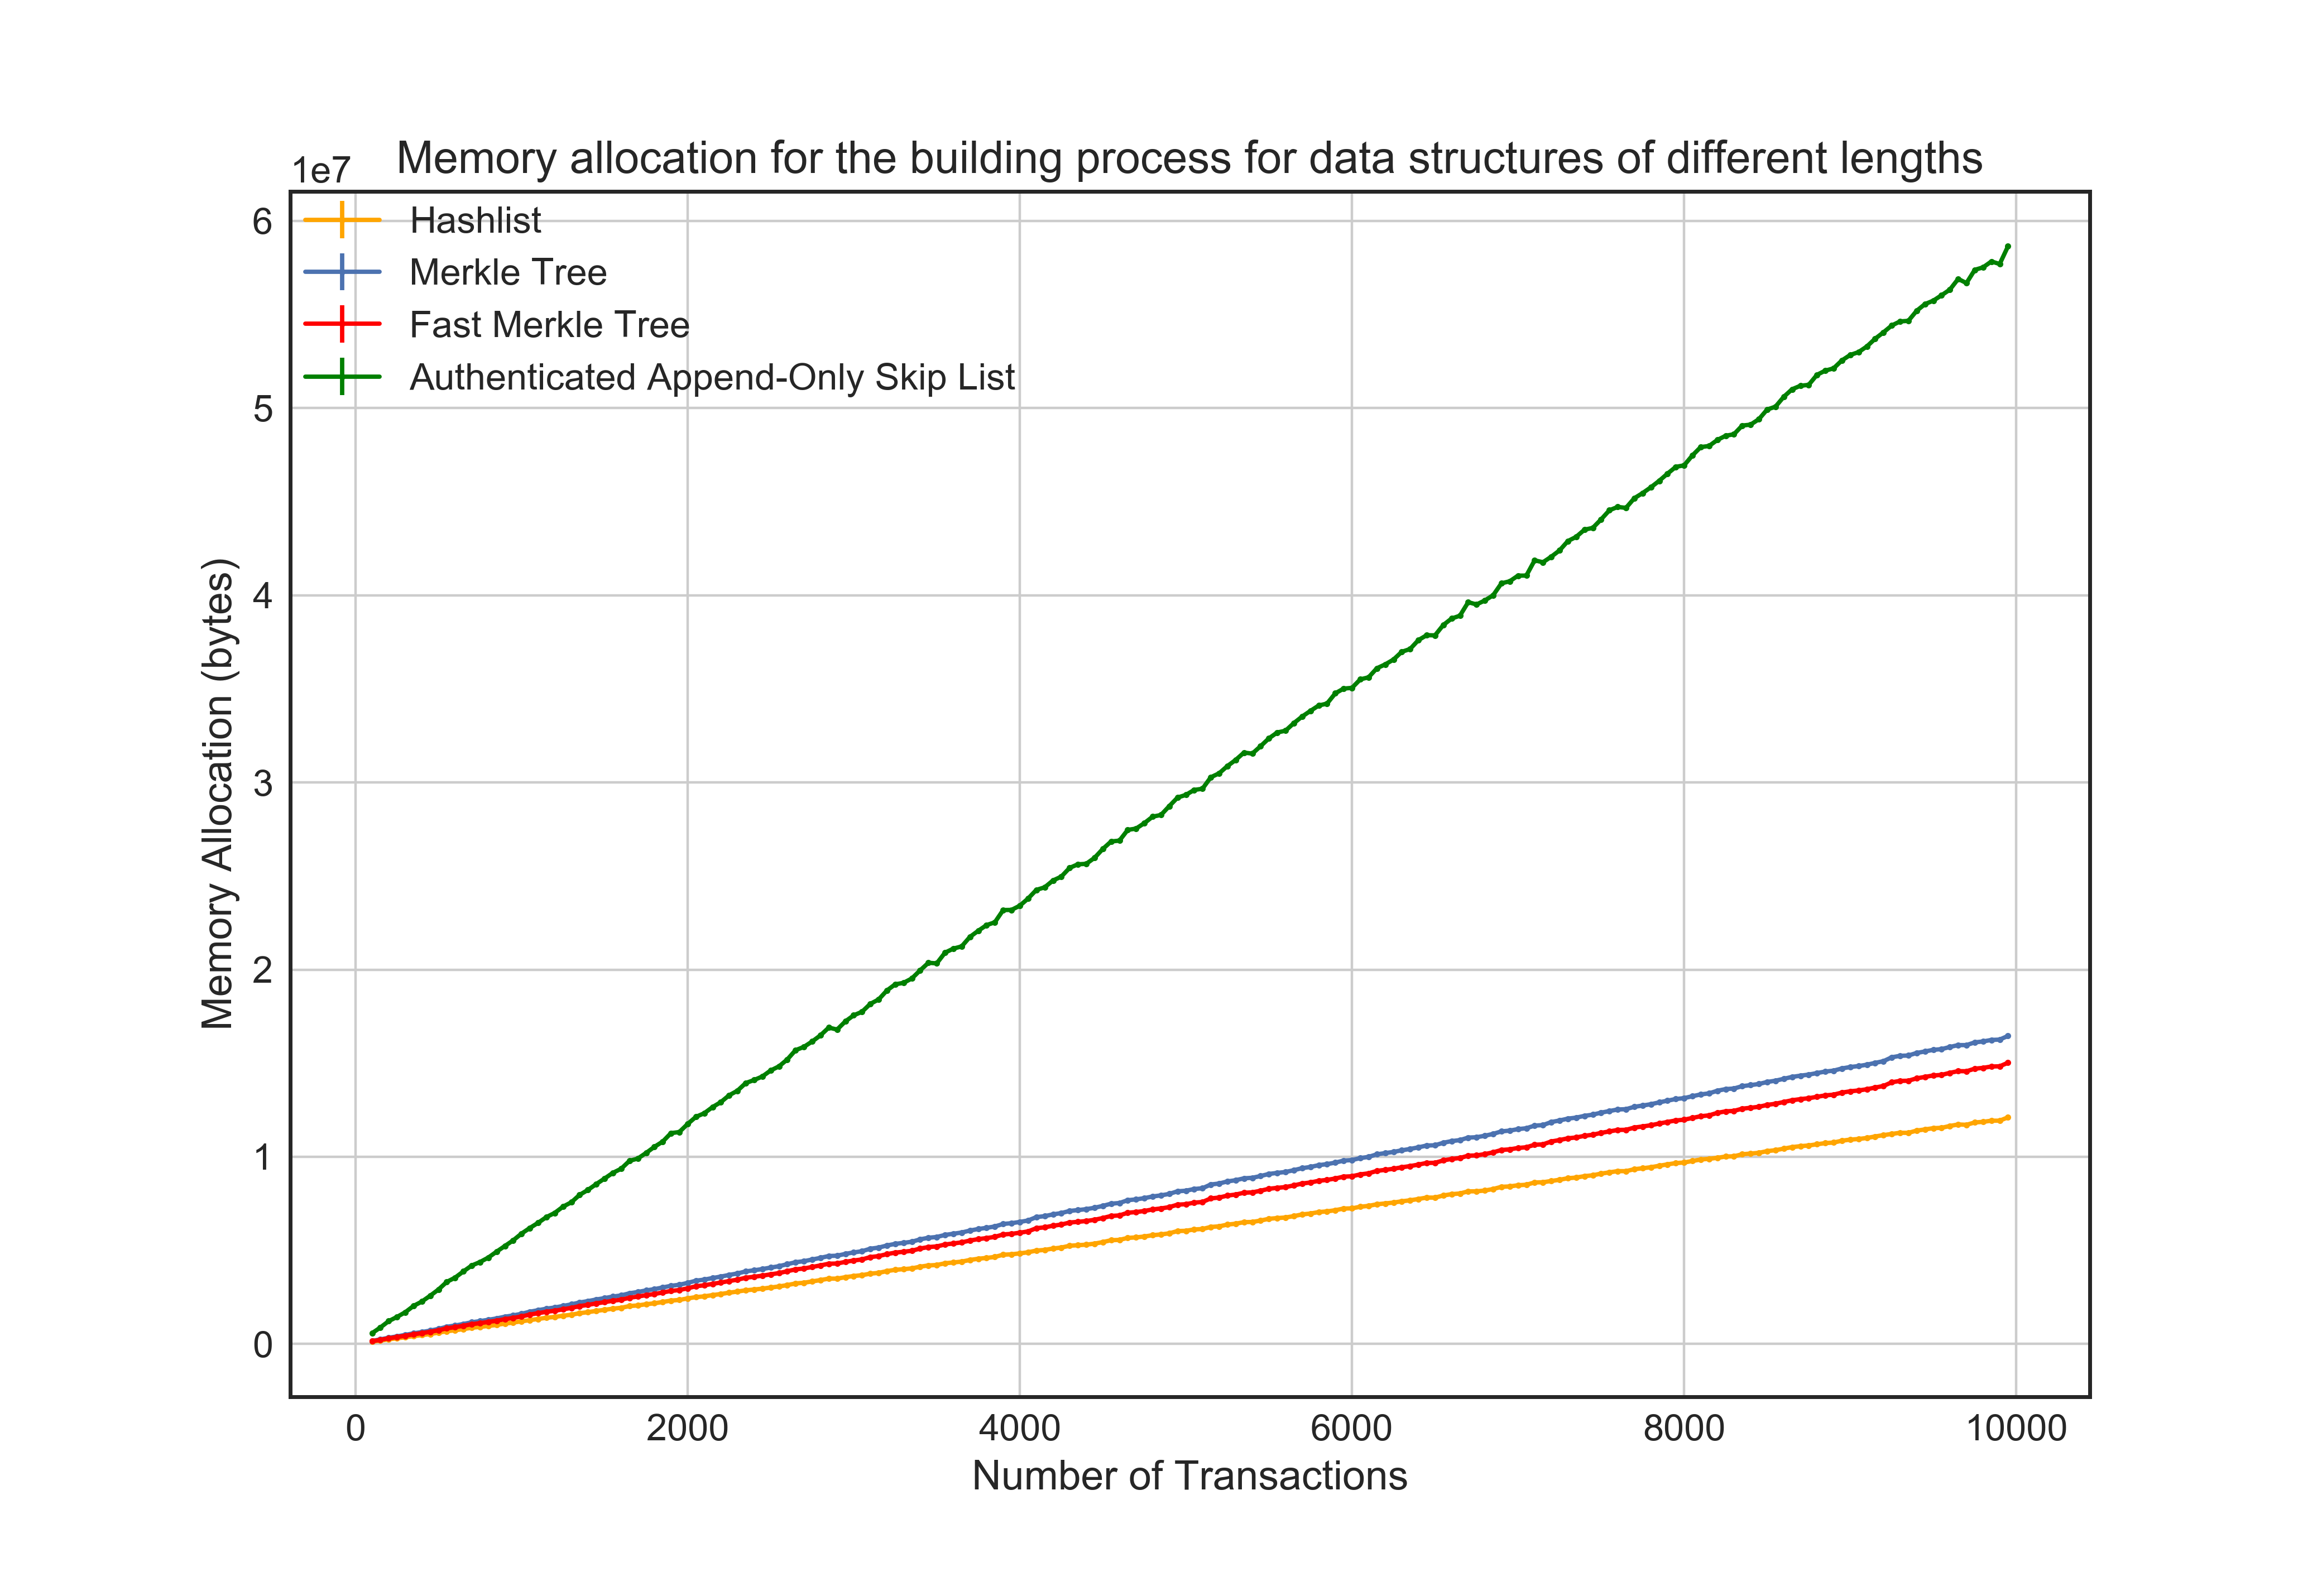 Memory allocation for the building process for data structures of different lengths
1e7
Hashlist
Merkle Tree
Fast Merkle Tree
Authenticated Append-Only Skip List
6
5
4
3
2
1
0
Memory Allocation (bytes)
0 2000 4000 6000 8000 10000
Number of Transactions